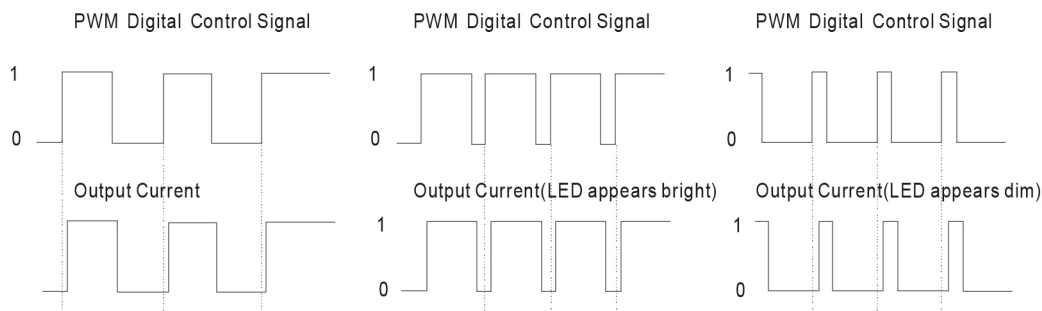 PWM Digital Control Signal
1
0
Output Current
PWM Digital Control Signal
1
0
Output Current(LED appears bright)
1
0
PWM Digital Control Signal
1
0
Output Current(LED appears dim)
1
0